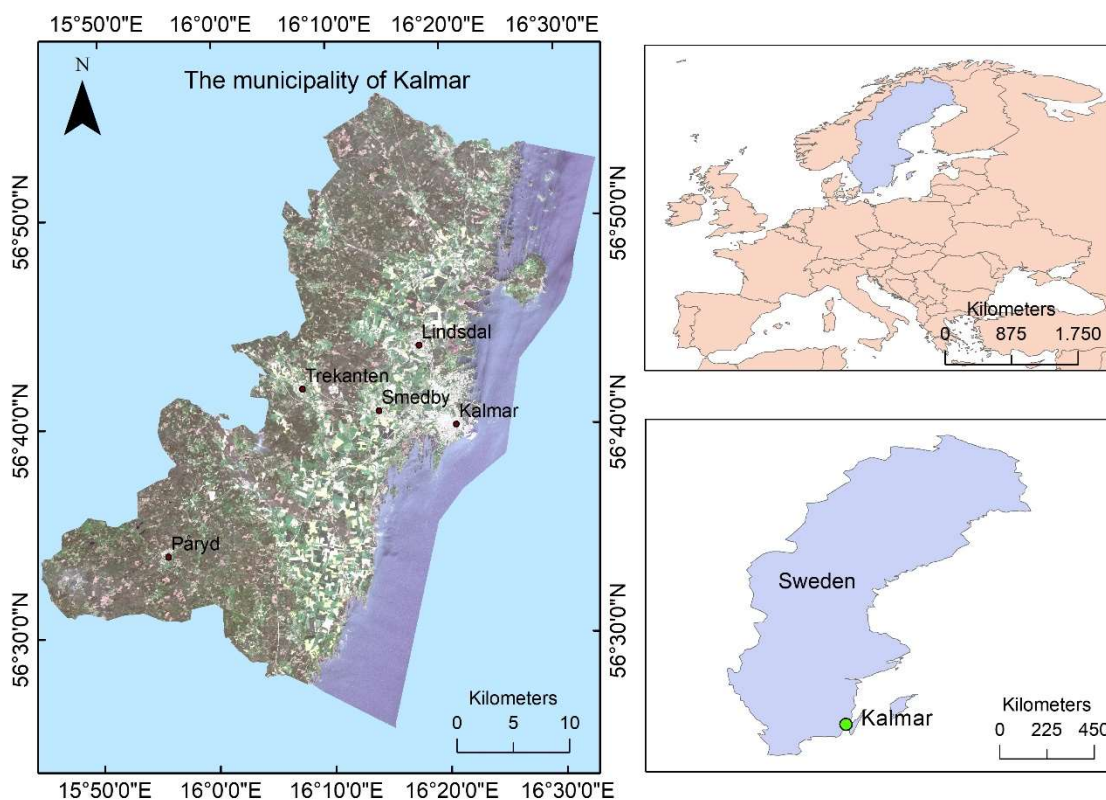 15°50'0"E 16°0'0"E 16°10'0"E 16°20'0"E 16°30'0"E
N
The municipality of Kalmar
56°50'0"N
56°40'0"N
56°30'0"N
Lindsdal
Trekanten
Smedby
Kalmar
Påryd
Kilometers
0 5 10
56°50'0"N
56°40'0"N
56°30'0"N
15°50'0"E 16°0'0"E 16°10'0"E 16°20'0"E 16°30'0"E
Kilometers
0 875 1.750
Sweden
Kalmar
Kilometers
0 225 450